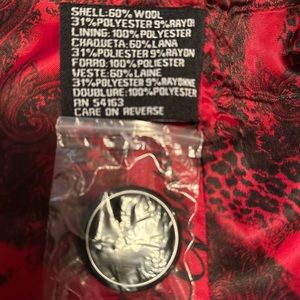 SHELL:60% WOOL
31%POLYESTER 9%RAYON
LINING:100%POLYESTER
CHAQUETA:60%LANA
31%POLIESTER 9%RAYON
FORRO:100%POLIESTER
VESTE:60%LAINE
31%POLYESTER 9%RAYONNE
DOUBLURE:100%POLYESTER
RN 54163
CARE ON REVERSE